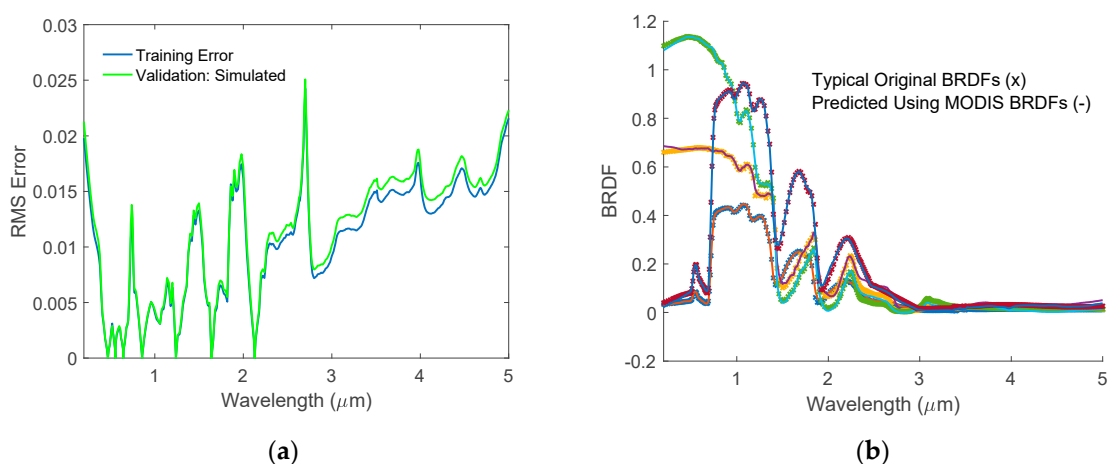 0.03
0.025
0.02
0.015
0.01
0.005
0
RMS Error
Training Error
Validation: Simulated
1
2
3
4
5
Wavelength (μm)
(a)
1.2
1
0.8
0.6
0.4
0.2
0
-0.2
BRDF
Typical Original BRDFs (x)
Predicted Using MODIS BRDFs (-)
1
2
3
4
5
Wavelength (μm)
(b)